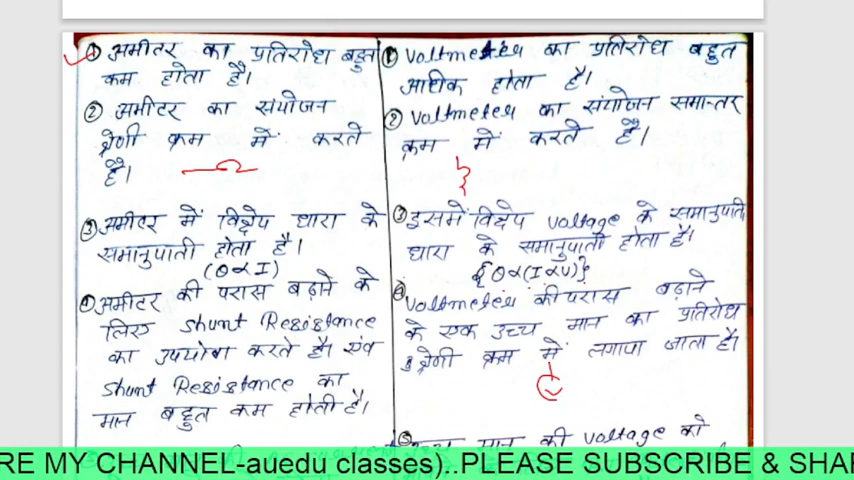 ① अमीटर का प्रतिरोध बहुत
कम होता है।
② अमीटर का संयोजन
श्रेणी क्रम में करते
है।
③ अमीटर में विक्षेप धारा के
समानुपाती होता है।
(θ∝I)
④ अमीटर की परास बढ़ाने के
लिए Shunt Resistance
का उपयोग करते है। एंव
Shunt Resistance का
मान बहुत कम होती है।
① Voltmeter का प्रतिरोध बहुत
अधिक होता है।
② Voltmeter का संयोजन समान्तर
क्रम में करते है।
③ इसमें विक्षेप Voltage के समानुपाति
धारा के समानुपाती होता है।
{θ∝(I∝V)}
④ Voltmeter की परास बढ़ाने
के एक उच्च मान का प्रतिरोध
श्रेणी क्रम में लगाया जाता है।
⑤ उच्च मान की Voltage को
RE MY CHANNEL-auedu classes)..PLEASE SUBSCRIBE & SHA